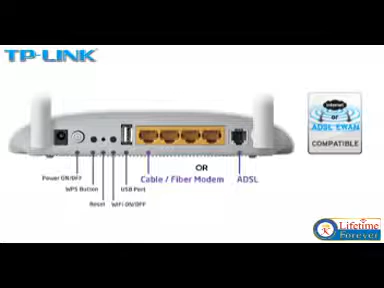 TP-LINK
internet
or
ADSL EWAN
COMPATIBLE
OR
Power ON/OFF
Cable / Fiber Modem
ADSL
WPS Button
USB Port
Reset
WiFi ON/OFF
Lifetime
Forever